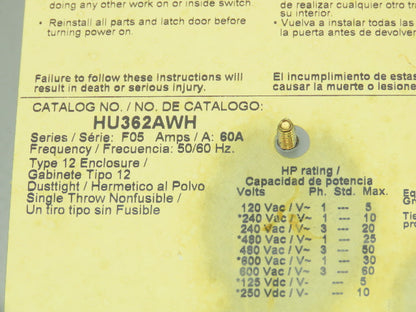 doing any other work on or inside switch.
• Reinstall all parts and latch door before
turning power on.
Failure to follow these instructions will
result in death or serious injury.
de realizar cualquier otro tra
su interior.
• Vuelva a instalar todas las
la puerta antes de devolver
El incumplimiento de estas
causar la muerte o lesione
CATALOG NO. / NO. DE CATALOGO:
HU362AWH
Series / Série: F05 Amps / A: 60A
Frequency / Frecuencia: 50/60 Hz.
Type 12 Enclosure /
Gabinete Tipo 12
Dusttight / Hermetico al Polvo
Single Throw Nonfusible /
Un tiro tipo sin Fusible
HP rating /
Capacidad de potencia
Volts Ph. Std. Max.
120 Vac / V~ 1 --- 5
*240 Vac / V~ 1 --- 10
240 Vac / V~ 3 --- 20
*480 Vac / V~ 1 --- 25
480 Vac / V~ 3 --- 50
*600 Vac / V~ 1 --- 30
600 Vac / V~ 3 --- 60
*125 Vdc / V- --- 5
*250 Vdc / V- --- 10
Equ
Gr
Tie
pro